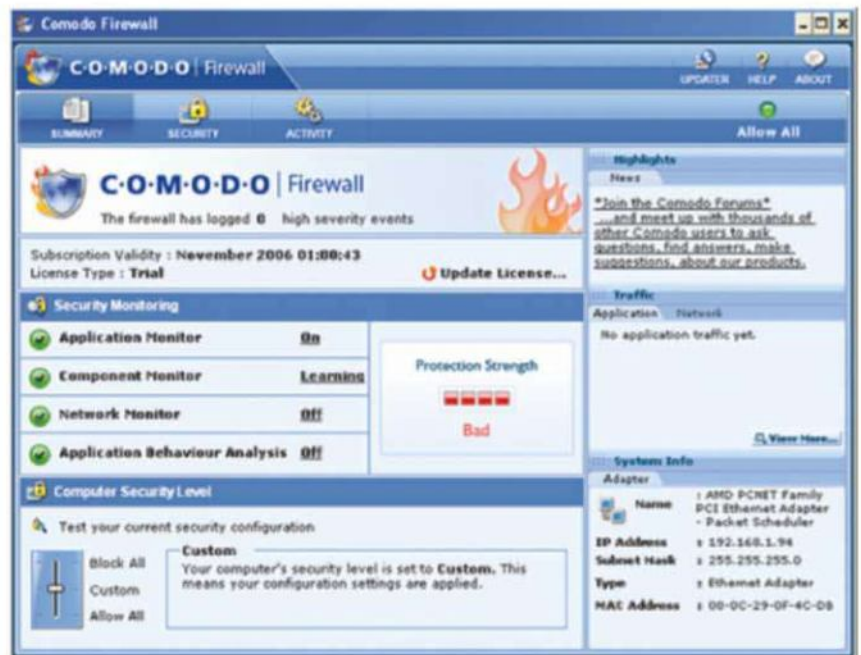 Comodo Firewall
C·O·M·O·D·O | Firewall
UPDATER HELP ABOUT
SUMMARY SECURITY ACTIVITY
Allow All
C·O·M·O·D·O | Firewall
The firewall has logged 0 high severity events
Subscription Validity : November 2006 01:00:43
License Type : Trial
Update License...
Security Monitoring
Application Monitor On
Component Monitor Learning
Network Monitor Off
Application Behaviour Analysis Off
Protection Strength
Bad
Computer Security Level
Test your current security configuration
Block All
Custom
Allow All
Custom
Your computer's security level is set to Custom. This
means your configuration settings are applied.
Highlights
News
"Join the Comodo Forums"
...and meet up with thousands of
other Comodo users to ask
questions, find answers, make
suggestions, about our products.
Traffic
Application Network
No application traffic yet.
View More...
System Info
Adapter
Name : AMD PCNET Family
PCI Ethernet Adapter
- Packet Scheduler
IP Address : 192.168.1.94
Subnet Mask : 255.255.255.0
Type : Ethernet Adapter
MAC Address : 00-0C-29-0F-4C-DB